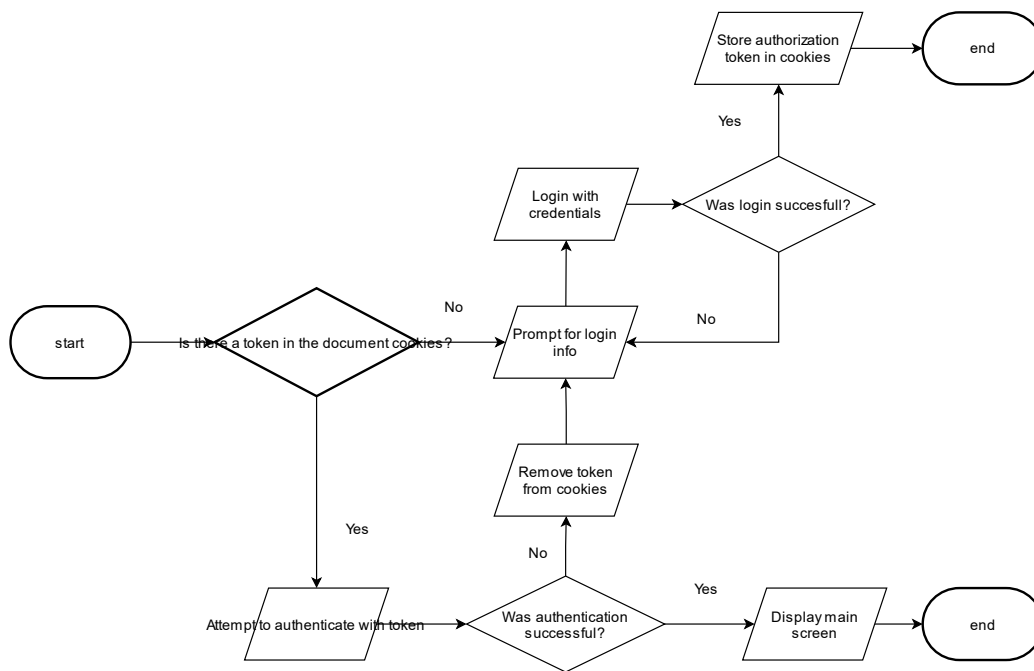 Store authorization
token in cookies
end
Yes
Login with
credentials
Was login succesfull?
No
No
start
Is there a token in the document cookies?
Prompt for login
info
Remove token
from cookies
Yes
No
Yes
Attempt to authenticate with token
Was authentication
successful?
Display main
screen
end